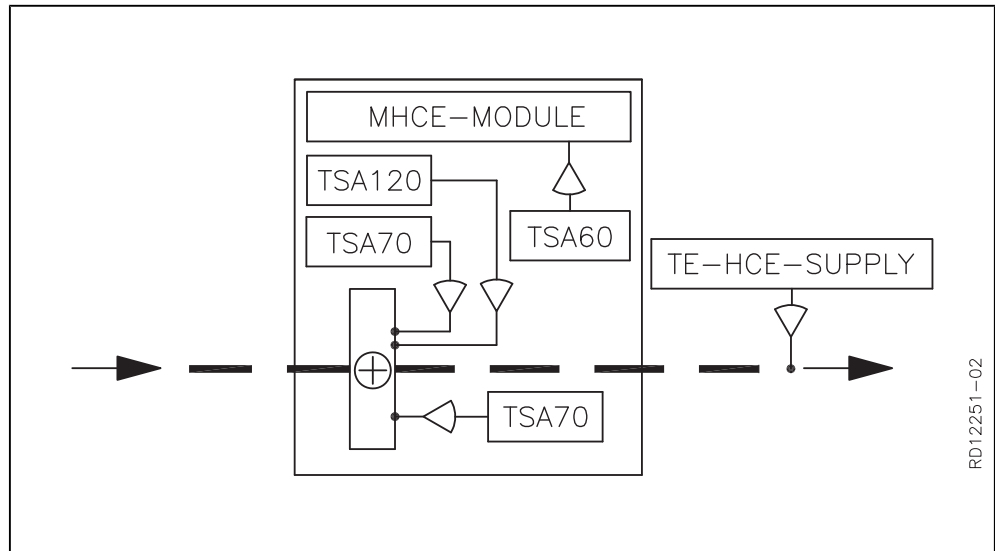 MHCE-MODULE
TSA120
TSA70
TSA60
TE-HCE-SUPPLY
TSA70
RD12251-02